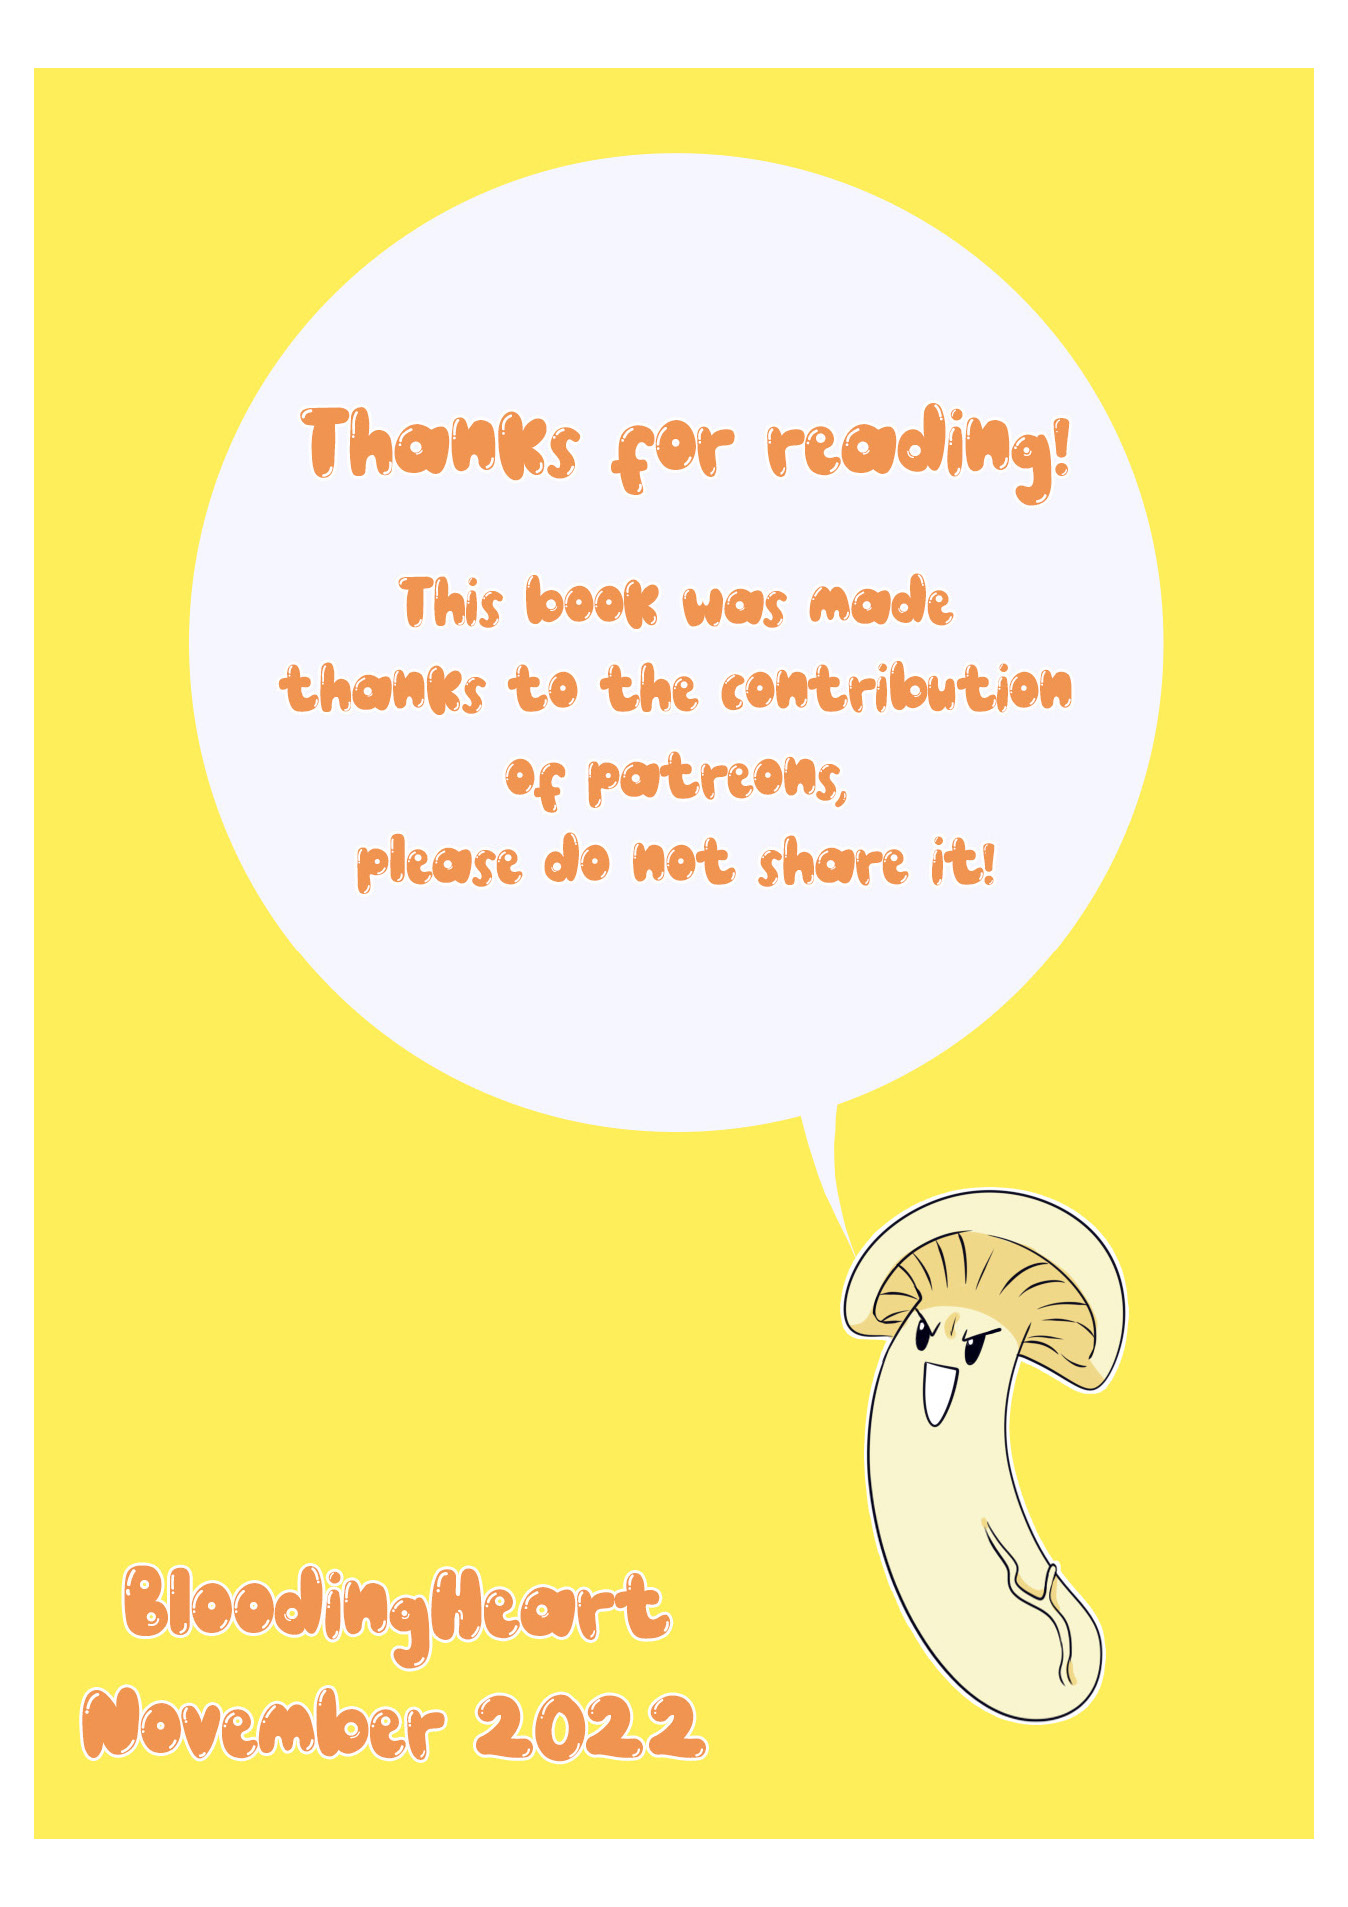 Thanks for reading!
This book was made
thanks to the contribution
of patreons,
please do not share it!
BloodingHeart
November 2022